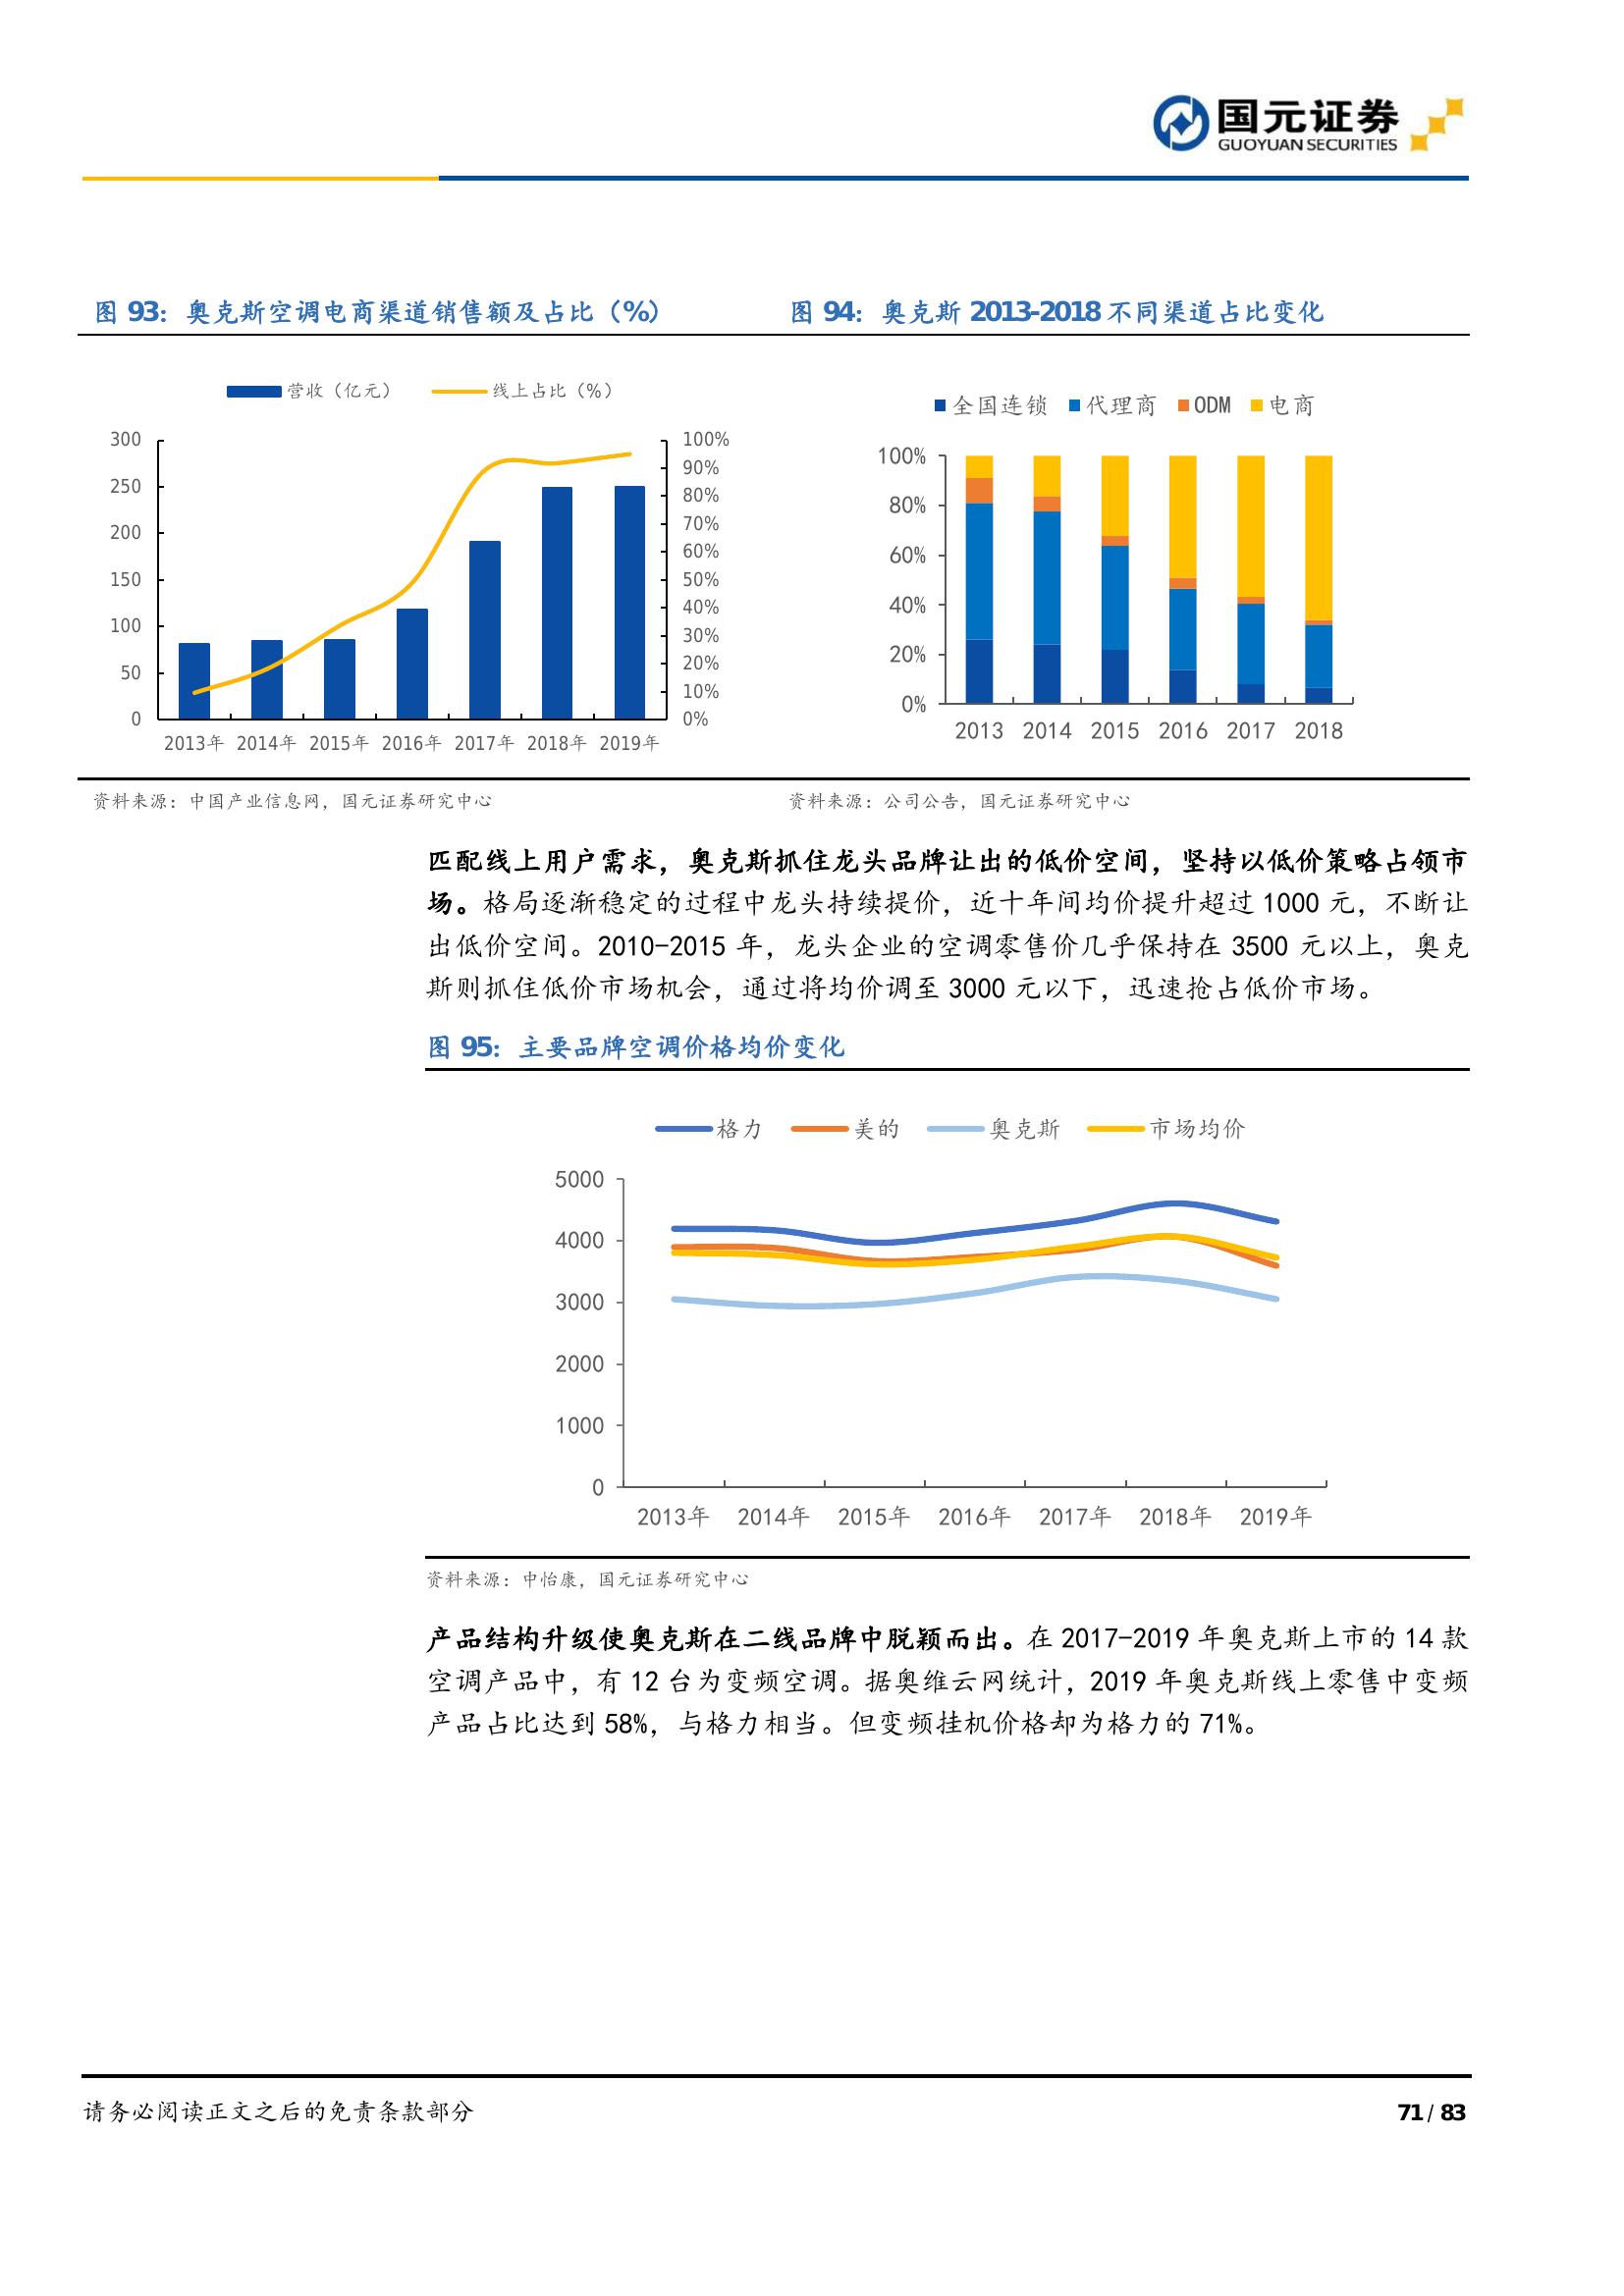 国元证券
GUOYUAN SECURITIES
图 93：奥克斯空调电商渠道销售额及占比（%）
营收（亿元） 线上占比（%）
300
250
200
150
100
50
0
100%
90%
80%
70%
60%
50%
40%
30%
20%
10%
0%
2013年 2014年 2015年 2016年 2017年 2018年 2019年
资料来源：中国产业信息网，国元证券研究中心
图 94：奥克斯 2013-2018 不同渠道占比变化
全国连锁 代理商 ODM 电商
100%
80%
60%
40%
20%
0%
2013 2014 2015 2016 2017 2018
资料来源：公司公告，国元证券研究中心
匹配线上用户需求，奥克斯抓住龙头品牌让出的低价空间，坚持以低价策略占领市
场。格局逐渐稳定的过程中龙头持续提价，近十年间均价提升超过 1000 元，不断让
出低价空间。2010-2015 年，龙头企业的空调零售价几乎保持在 3500 元以上，奥克
斯则抓住低价市场机会，通过将均价调至 3000 元以下，迅速抢占低价市场。
图 95：主要品牌空调价格均价变化
格力 美的 奥克斯 市场均价
5000
4000
3000
2000
1000
0
2013年 2014年 2015年 2016年 2017年 2018年 2019年
资料来源：中怡康，国元证券研究中心
产品结构升级使奥克斯在二线品牌中脱颖而出。在 2017-2019 年奥克斯上市的 14 款
空调产品中，有 12 台为变频空调。据奥维云网统计，2019 年奥克斯线上零售中变频
产品占比达到 58%，与格力相当。但变频挂机价格却为格力的 71%。
请务必阅读正文之后的免责条款部分
71 / 83